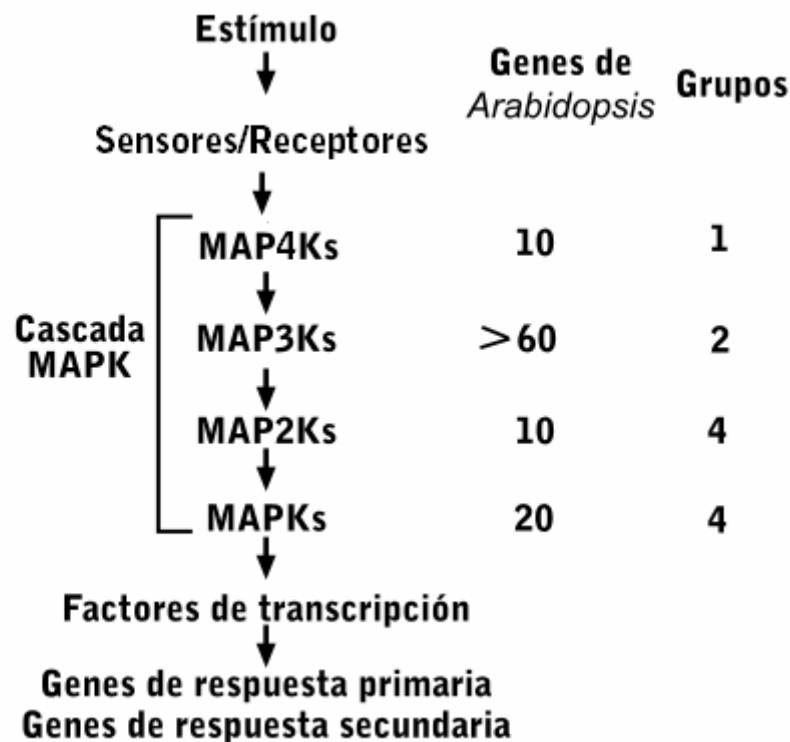 Estímulo
Genes de
Arabidopsis
Grupos
Sensores/Receptores
MAP4Ks 10 1
Cascada
MAPK
MAP3Ks >60 2
MAP2Ks 10 4
MAPKs 20 4
Factores de transcripción
Genes de respuesta primaria
Genes de respuesta secundaria